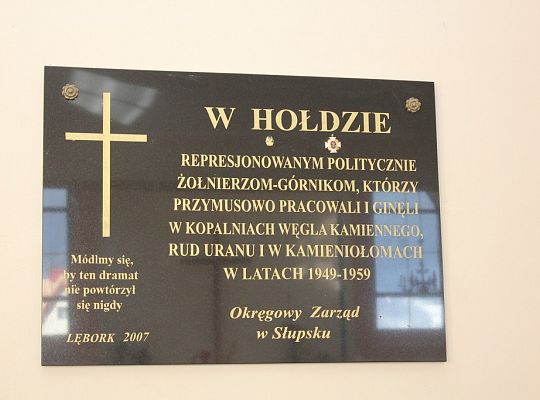 W HOŁDZIE
REPRESJONOWANYM POLITYCZNIE
ŻOŁNIERZOM-GÓRNIKOM, KTÓRZY
PRZYMUSOWO PRACOWALI I GINĘLI
W KOPALNIACH WĘGLA KAMIENNEGO,
RUD URANU I W KAMIENIOŁOMACH
W LATACH 1949-1959
Okręgowy Zarząd
w Słupsku
Módlmy się,
by ten dramat
nie powtórzył
się nigdy
LĘBORK 2007